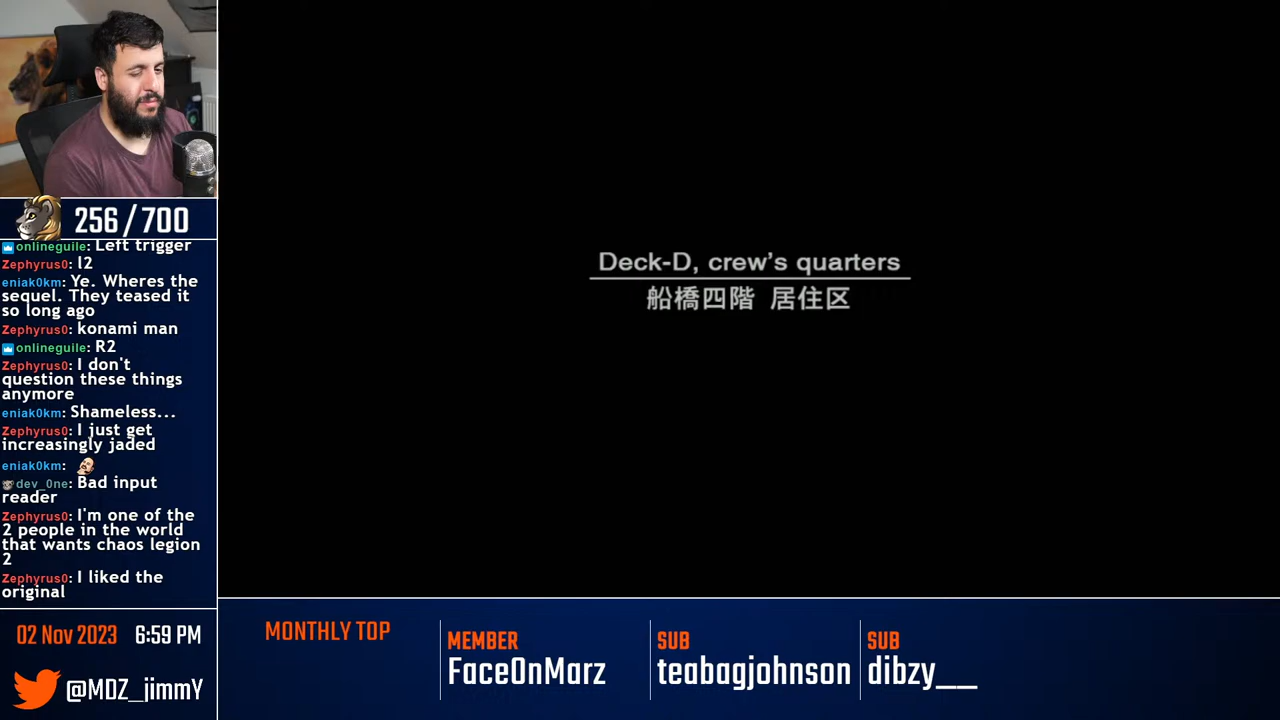 256/700
onlineguile: Left trigger
Zephyrus0: l2
eniak0km: Ye. Wheres the
sequel. They teased it
so long ago
Zephyrus0: konami man
onlineguile: R2
Zephyrus0: I don't
question these things
anymore
eniak0km: Shameless...
Zephyrus0: I just get
increasingly jaded
eniak0km:
dev_0ne: Bad input
reader
Zephyrus0: I'm one of the
2 people in the world
that wants chaos legion
2
Zephyrus0: I liked the
original
02 Nov 2023 6:59 PM
@MDZ_jimmY
Deck-D, crew's quarters
船橋四階 居住区
MONTHLY TOP
MEMBER
FaceOnMarz
SUB
teabagjohnson
SUB
dibzy__